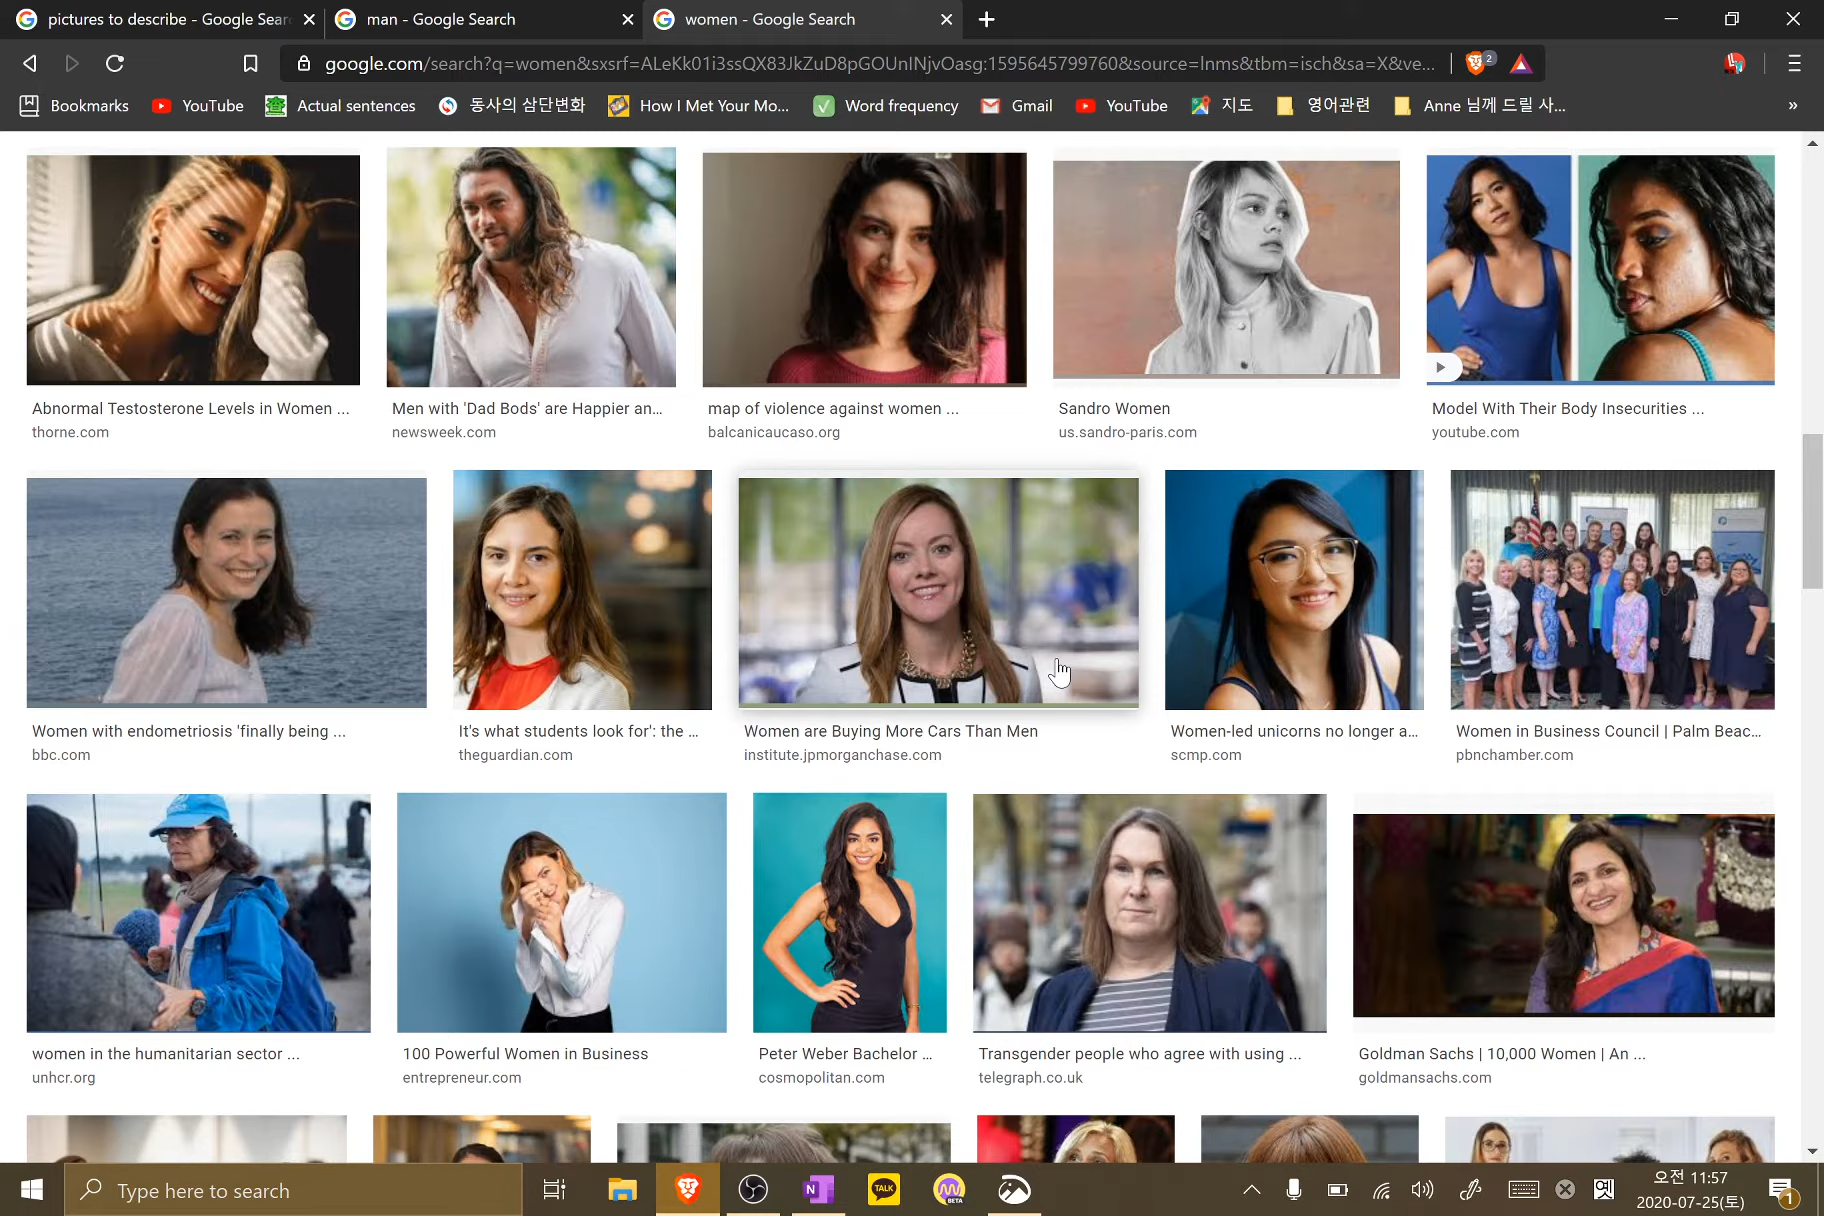 pictures to describe - Google Sear
man - Google Search
women - Google Search
google.com/search?q=women&sxsrf=ALeKk01i3ssQX83JkZuD8pGOUnINjvOasg:1595645799760&source=lnms&tbm=isch&sa=X&ve...
2
Bookmarks
YouTube
Actual sentences
동사의 삼단변화
How I Met Your Mo...
Word frequency
Gmail
YouTube
지도
영어관련
Anne 님께 드릴 사...
»
Abnormal Testosterone Levels in Women ...
thorne.com
Men with 'Dad Bods' are Happier an...
newsweek.com
map of violence against women ...
balcanicaucaso.org
Sandro Women
us.sandro-paris.com
Model With Their Body Insecurities ...
youtube.com
Women with endometriosis 'finally being ...
bbc.com
It's what students look for': the ...
theguardian.com
Women are Buying More Cars Than Men
institute.jpmorganchase.com
Women-led unicorns no longer a...
scmp.com
Women in Business Council | Palm Beac...
pbnchamber.com
women in the humanitarian sector ...
unhcr.org
100 Powerful Women in Business
entrepreneur.com
Peter Weber Bachelor ...
cosmopolitan.com
Transgender people who agree with using ...
telegraph.co.uk
Goldman Sachs | 10,000 Women | An ...
goldmansachs.com
Type here to search
N
TALK
BETA
오전 11:57
2020-07-25(토)
1